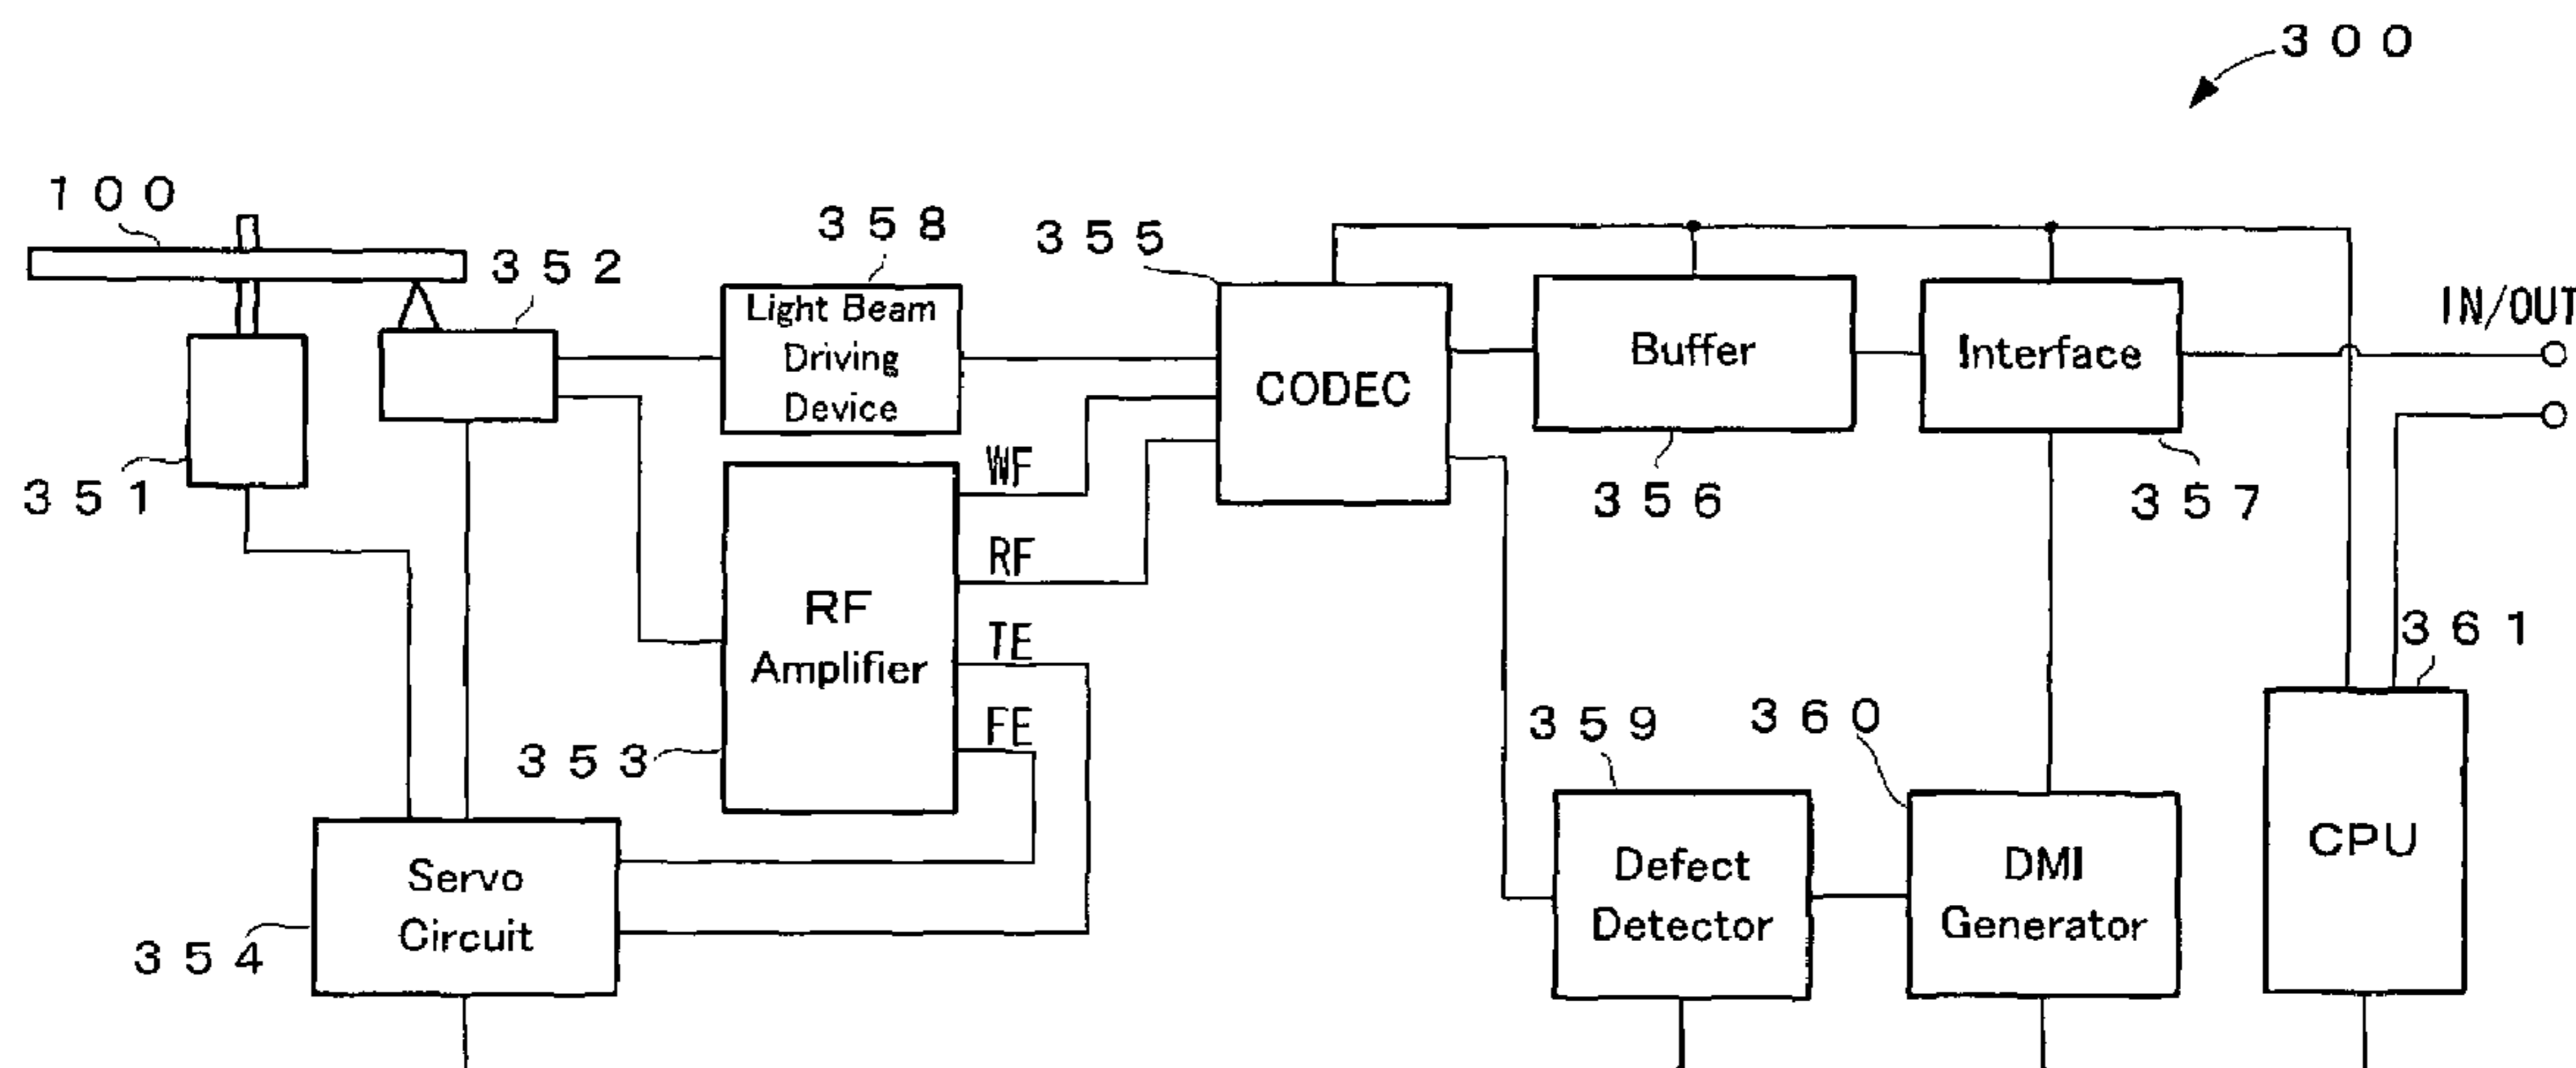 300
100
358
355
352
Light Beam
Driving
Device
CODEC
Buffer
Interface
IN/OUT
351
WF
356
357
RF
RF
Amplifier
TE
361
353
FE
359
360
Servo
Circuit
354
Defect
Detector
DMI
Generator
CPU